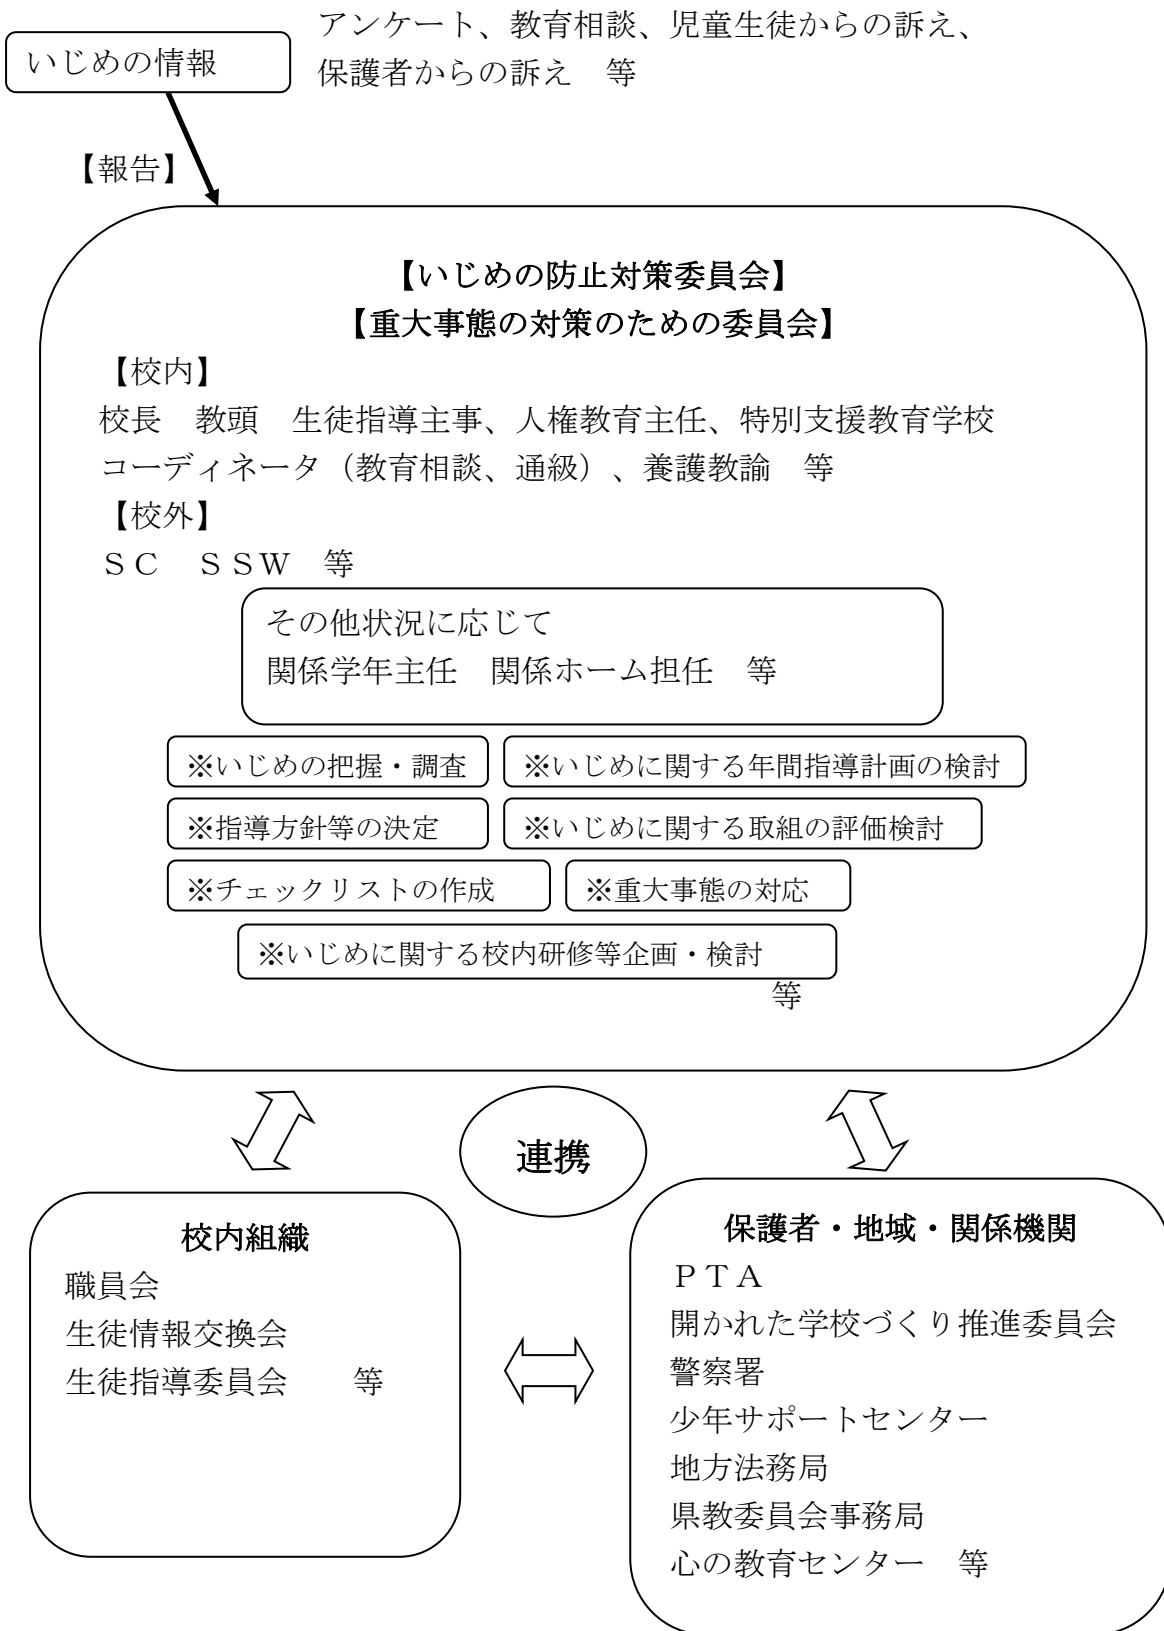 アンケート、教育相談、児童生徒からの訴え、
いじめの情報
保護者からの訴え　等
【報告】
【いじめの防止対策委員会】
【重大事態の対策のための委員会】
【校内】
校長　教頭　生徒指導主事、人権教育主任、特別支援教育学校
コーディネータ（教育相談、通級）、養護教諭　等
【校外】
ＳＣ　ＳＳＷ　等
その他状況に応じて
関係学年主任　関係ホーム担任　等
※いじめの把握・調査
※いじめに関する年間指導計画の検討
※指導方針等の決定
※いじめに関する取組の評価検討
※チェックリストの作成
※重大事態の対応
※いじめに関する校内研修等企画・検討
等
連携
校内組織
職員会
生徒情報交換会
生徒指導委員会　　等
保護者・地域・関係機関
ＰＴＡ
開かれた学校づくり推進委員会
警察署
少年サポートセンター
地方法務局
県教委員会事務局
心の教育センター　等